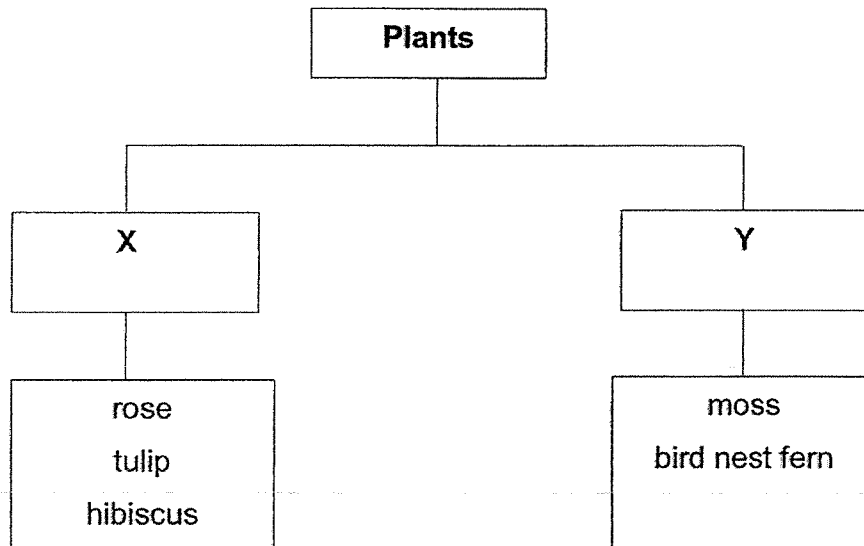 Plants
X
Y
rose
tulip
hibiscus
moss
bird nest fern